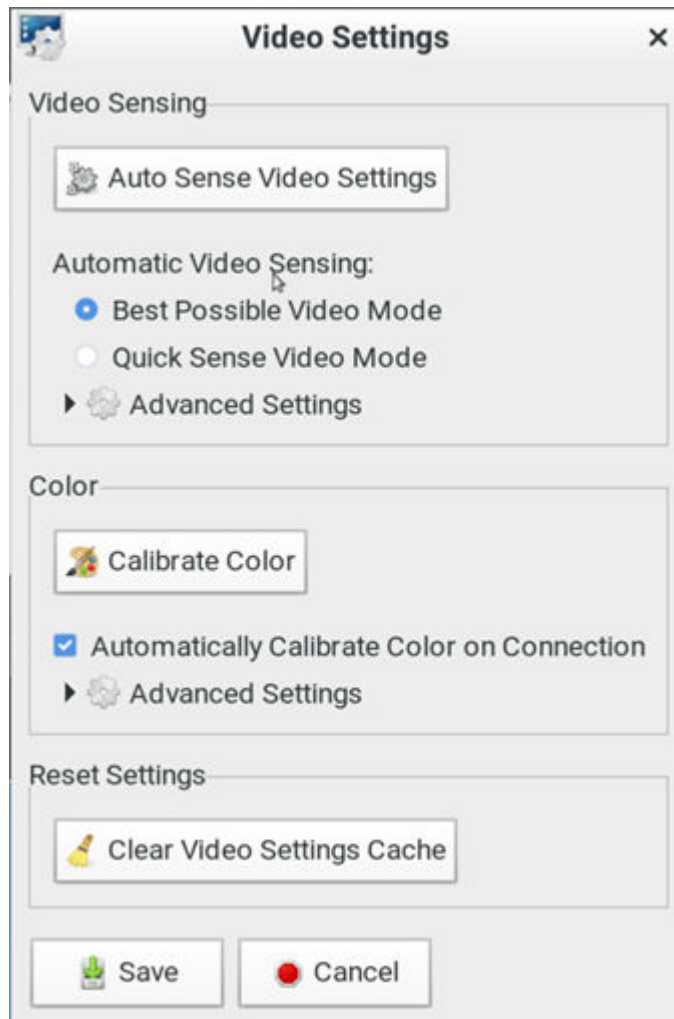 Video Settings
Video Sensing
Auto Sense Video Settings
Automatic Video Sensing:
Best Possible Video Mode
Quick Sense Video Mode
Advanced Settings
Color
Calibrate Color
Automatically Calibrate Color on Connection
Advanced Settings
Reset Settings
Clear Video Settings Cache
Save Cancel